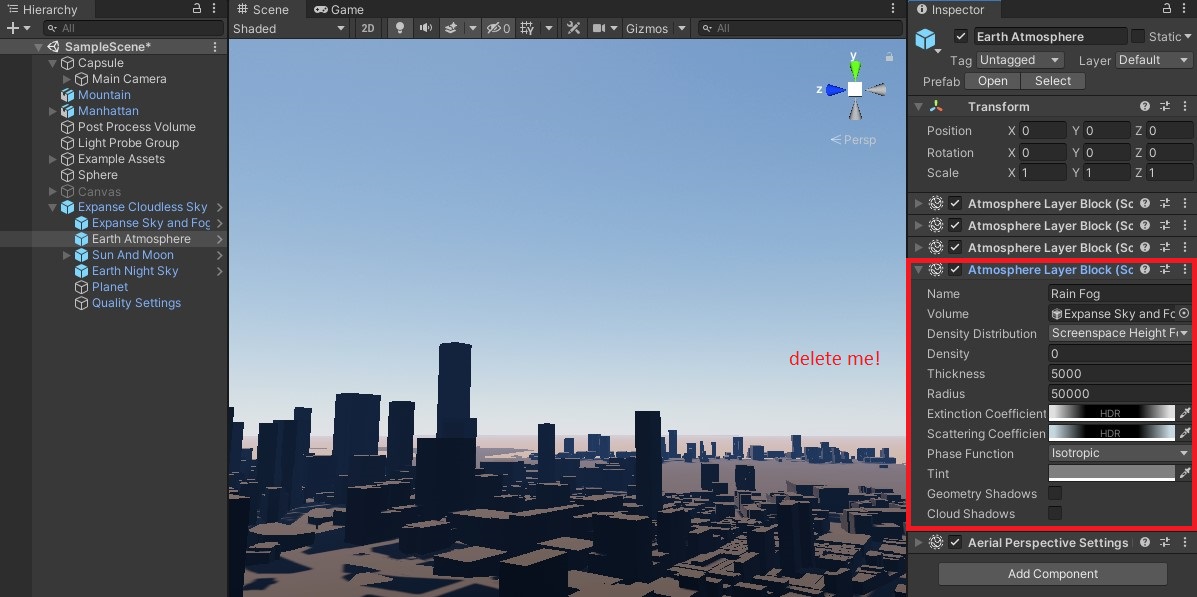 Hierarchy
All
SampleScene*
Capsule
Main Camera
Mountain
Manhattan
Post Process Volume
Light Probe Group
Example Assets
Sphere
Canvas
Expanse Cloudless Sky
Expanse Sky and Fog
Earth Atmosphere
Sun And Moon
Earth Night Sky
Planet
Quality Settings
Scene
Game
Shaded
2D
0
Gizmos
All
y
z
< Persp
delete me!
Inspector
Earth Atmosphere
Static
Tag Untagged
Layer Default
Prefab Open Select
Transform
Position X 0 Y 0 Z 0
Rotation X 0 Y 0 Z 0
Scale X 1 Y 1 Z 1
Atmosphere Layer Block (Sc
Atmosphere Layer Block (Sc
Atmosphere Layer Block (Sc
Atmosphere Layer Block (Sc
Name Rain Fog
Volume Expanse Sky and Fc
Density Distribution Screenspace Height F
Density 0
Thickness 5000
Radius 50000
Extinction Coefficient HDR
Scattering Coefficien HDR
Phase Function Isotropic
Tint
Geometry Shadows
Cloud Shadows
Aerial Perspective Settings
Add Component